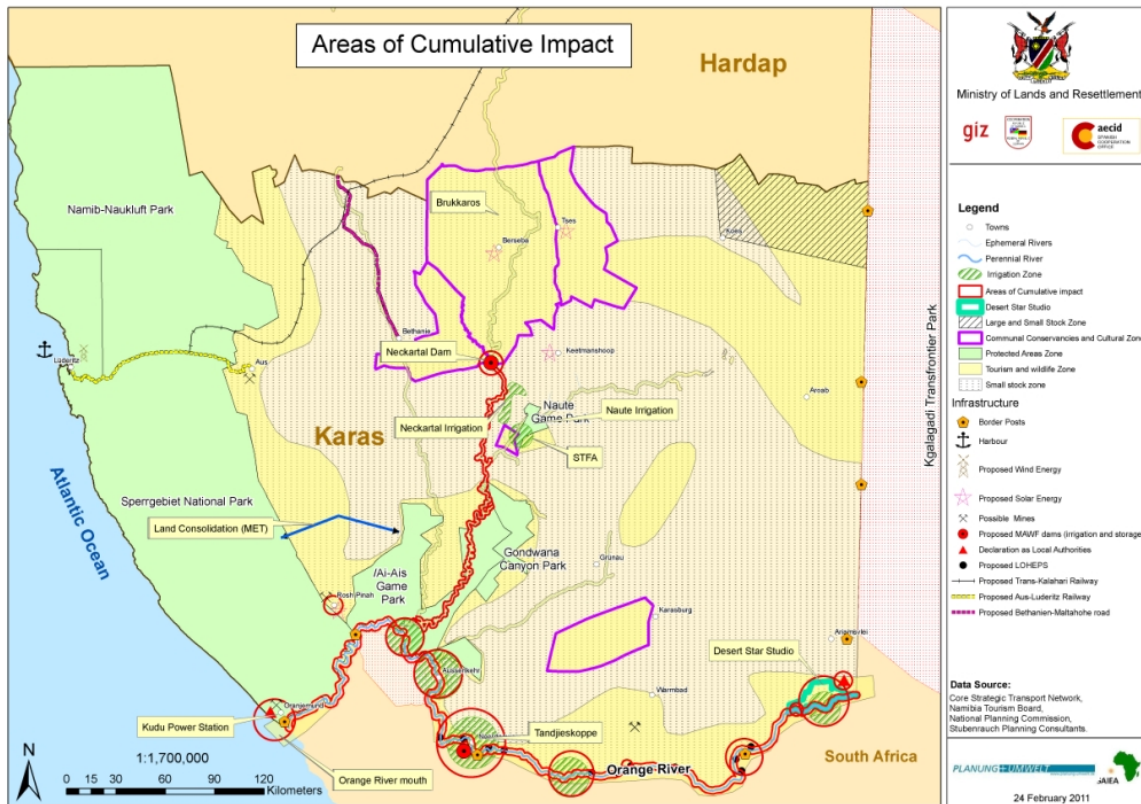 Areas of Cumulative Impact
Hardap
Namib-Naukluft Park
Brukkaros
Tses
Berseba
Koës
Kgalagadi Transfrontier Park
Bethanie
Neckartal Dam
Keetmanshoop
Lüderitz
Aus
Aroab
Naute
Game Park
Naute Irrigation
Neckartal Irrigation
Karas
STFA
Atlantic Ocean
Sperrgebiet National Park
Land Consolidation (MET)
Gondwana
Canyon Park
Grünau
/Ai-Ais
Game
Park
Rosh Pinah
Karasburg
Ariamsvlei
Desert Star Studio
Aussenkehr
Warmbad
Oranjemund
Kudu Power Station
Tandjieskoppe
South Africa
Orange River
Orange River mouth
N
1:1,700,000
0 15 30 60 90 120
Kilometers
Ministry of Lands and Resettlement
giz
aecid
SPANISH
COOPERATION
OFFICE
Legend
Towns
Ephemeral Rivers
Perennial River
Irrigation Zone
Areas of Cumulative impact
Desert Star Studio
Large and Small Stock Zone
Communal Conservancies and Cultural Zone
Protected Areas Zone
Tourism and wildlife Zone
Small stock zone
Infrastructure
Border Posts
Harbour
Proposed Wind Energy
Proposed Solar Energy
Possible Mines
Proposed MAWF dams (irrigation and storage
Declaration as Local Authorities
Proposed LOHEPS
Proposed Trans-Kalahari Railway
Proposed Aus-Luderitz Railway
Proposed Bethanien-Maltahohe road
Data Source:
Core Strategic Transport Network,
Namibia Tourism Board,
National Planning Commission,
Stubenrauch Planning Consultants.
PLANUNG+UMWELT
SAIEA
24 February 2011